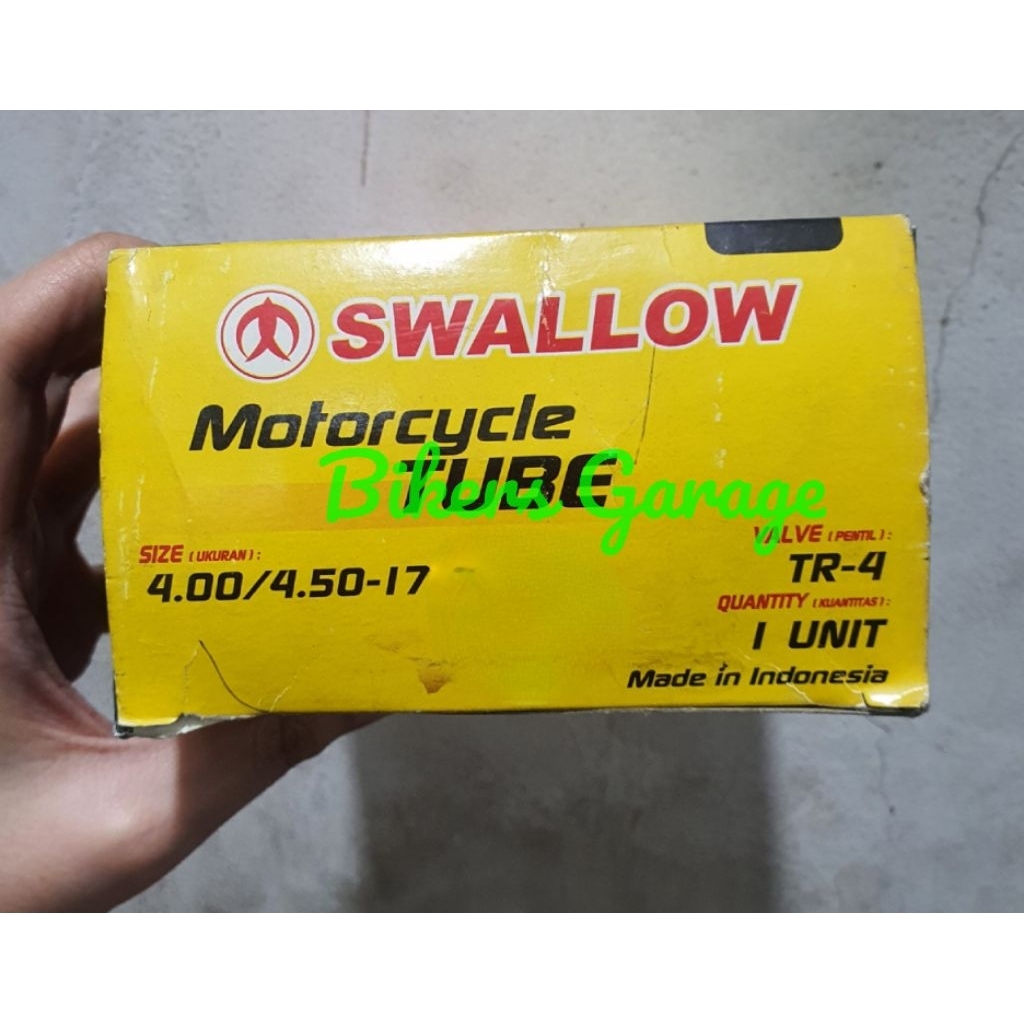 SWALLOW
Motorcycle
TUBE
Bikers Garage
SIZE (UKURAN) :
4.00/4.50-17
VALVE (PENTIL) :
TR-4
QUANTITY (KUANTITAS) :
1 UNIT
Made in Indonesia